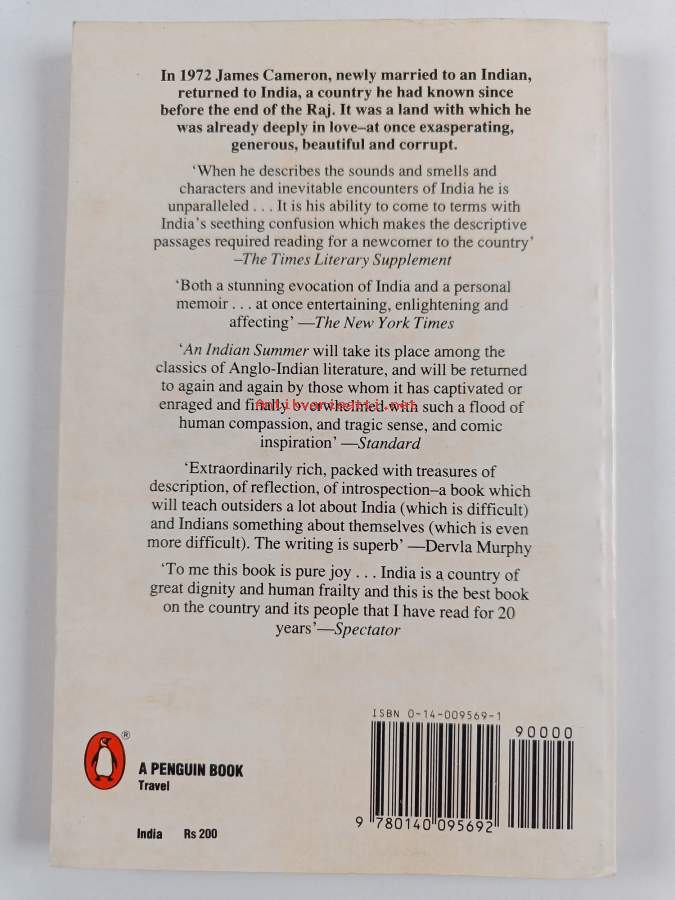 In 1972 James Cameron, newly married to an Indian,
returned to India, a country he had known since
before the end of the Raj. It was a land with which he
was already deeply in love–at once exasperating,
generous, beautiful and corrupt.
‘When he describes the sounds and smells and
characters and inevitable encounters of India he is
unparalleled . . . It is his ability to come to terms with
India’s seething confusion which makes the descriptive
passages required reading for a newcomer to the country’
–The Times Literary Supplement
‘Both a stunning evocation of India and a personal
memoir . . . at once entertaining, enlightening and
affecting’ —The New York Times
‘An Indian Summer will take its place among the
classics of Anglo-Indian literature, and will be returned
to again and again by those whom it has captivated or
enraged and finally overwhelmed with such a flood of
Antikvariaatti.net
human compassion, and tragic sense, and comic
inspiration’ —Standard
‘Extraordinarily rich, packed with treasures of
description, of reflection, of introspection–a book which
will teach outsiders a lot about India (which is difficult)
and Indians something about themselves (which is even
more difficult). The writing is superb’ —Dervla Murphy
‘To me this book is pure joy . . . India is a country of
great dignity and human frailty and this is the best book
on the country and its people that I have read for 20
years’—Spectator
ISBN 0-14-009569-1
90000
®
A PENGUIN BOOK
Travel
9 780140 095692
India Rs 200